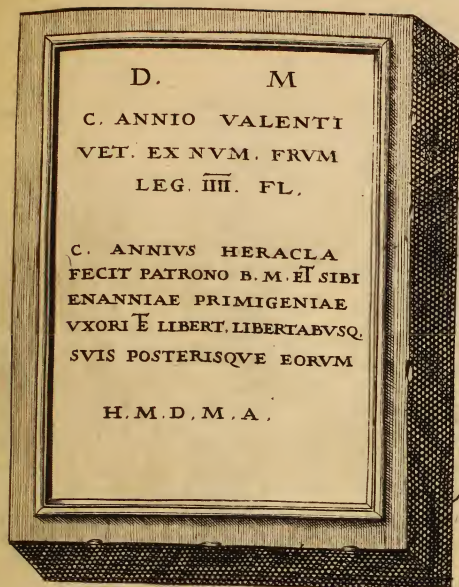 D. M
C. ANNIO VALENTI
VET. EX NVM. FRVM
LEG. IIII. FL.
C. ANNIVS HERACLA
FECIT PATRONO B. M. ET SIBI
ENANNIAE PRIMIGENIAE
VXORI TE LIBERT. LIBERTABVSQ.
SVIS POSTERISQVE EORVM
H. M. D. M. A.